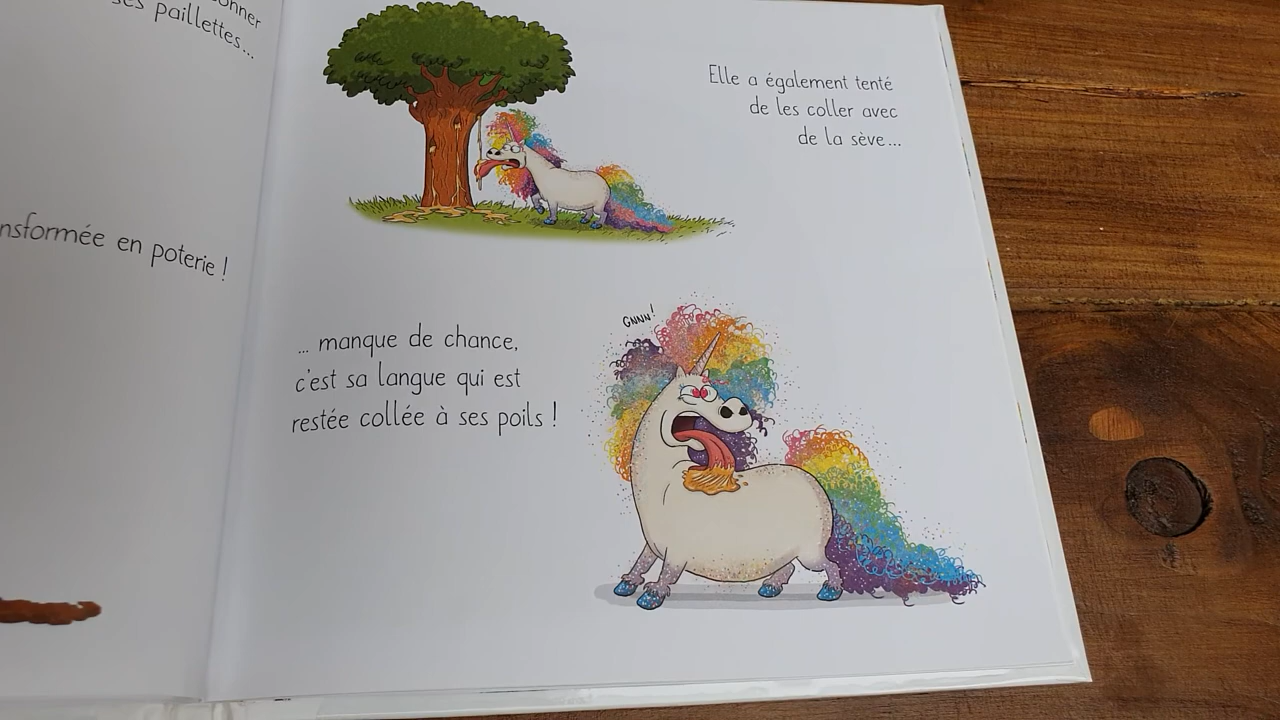 ses paillettes...
en poterie !
Elle a également tenté
de les coller avec
de la sève...
GNNN !
... manque de chance,
c'est sa langue qui est
restée collée à ses poils !